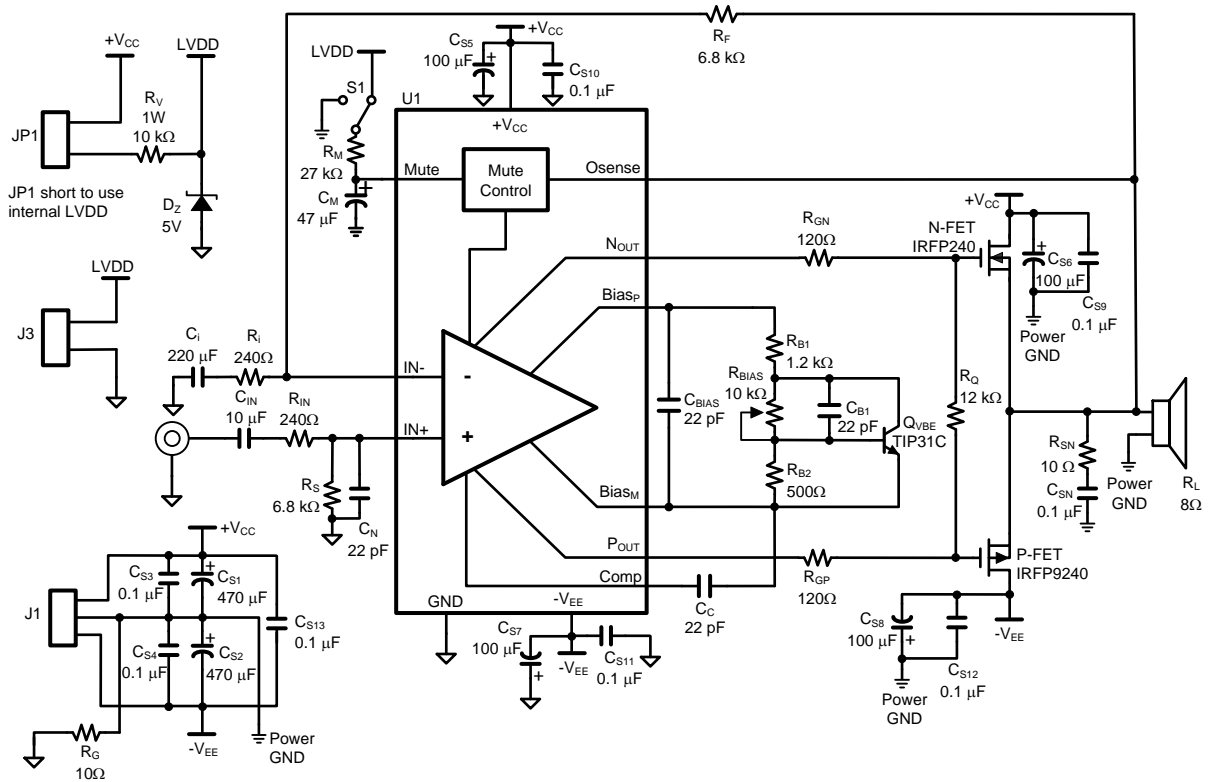 +VCC
LVDD
RV
1W
10 kΩ
JP1
JP1 short to use
internal LVDD
DZ
5V
LVDD
J3
Ci
220 µF
Ri
240Ω
CIN
10 µF
RIN
240Ω
RS
6.8 kΩ
CN
22 pF
+VCC
J1
CS3
0.1 µF
CS1
470 µF
CS13
0.1 µF
CS4
0.1 µF
CS2
470 µF
-VEE
Power
GND
RG
10Ω
LVDD
S1
RM
27 kΩ
CM
47 µF
CS5
100 µF
+
+VCC
CS10
0.1 µF
RF
6.8 kΩ
U1
+VCC
Mute
Mute
Control
Osense
NOUT
BiasP
IN-
-
IN+
+
BiasM
POUT
Comp
GND
-VEE
CS7
100 µF
+
-VEE
CS11
0.1 µF
RGN
120Ω
CBIAS
22 pF
RB1
1.2 kΩ
RBIAS
10 kΩ
CB1
22 pF
QVBE
TIP31C
RB2
500Ω
CC
22 pF
RGP
120Ω
RQ
12 kΩ
+VCC
N-FET
IRFP240
+
CS6
100 µF
CS9
0.1 µF
Power
GND
RSN
10 Ω
CSN
0.1 µF
Power
GND
RL
8Ω
P-FET
IRFP9240
CS8
100 µF
+
CS12
0.1 µF
-VEE
Power
GND